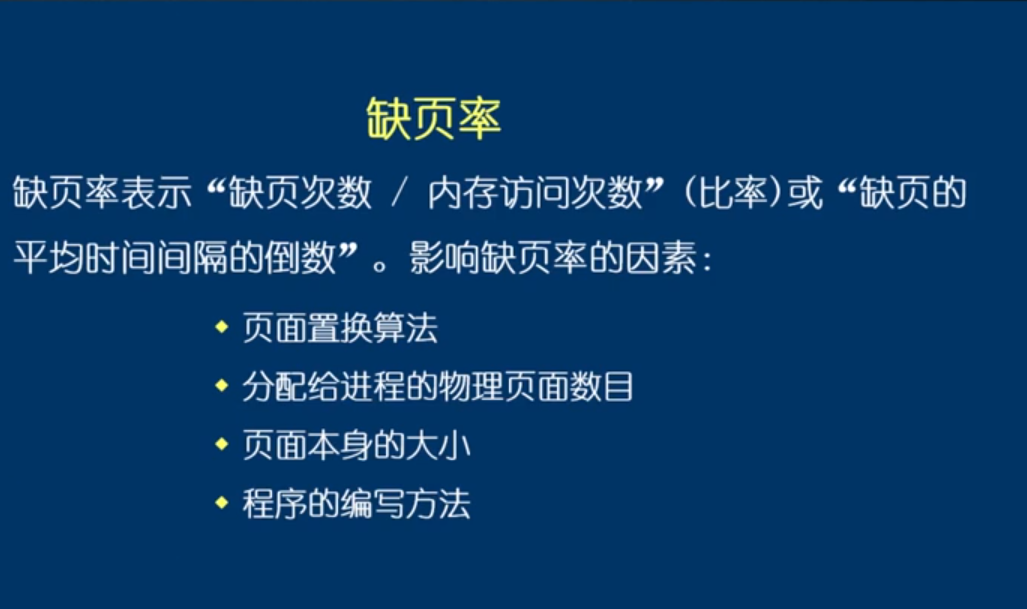 缺页率
缺页率表示“缺页次数 / 内存访问次数”(比率)或“缺页的
平均时间间隔的倒数”。影响缺页率的因素：
◆ 页面置换算法
◆ 分配给进程的物理页面数目
◆ 页面本身的大小
◆ 程序的编写方法